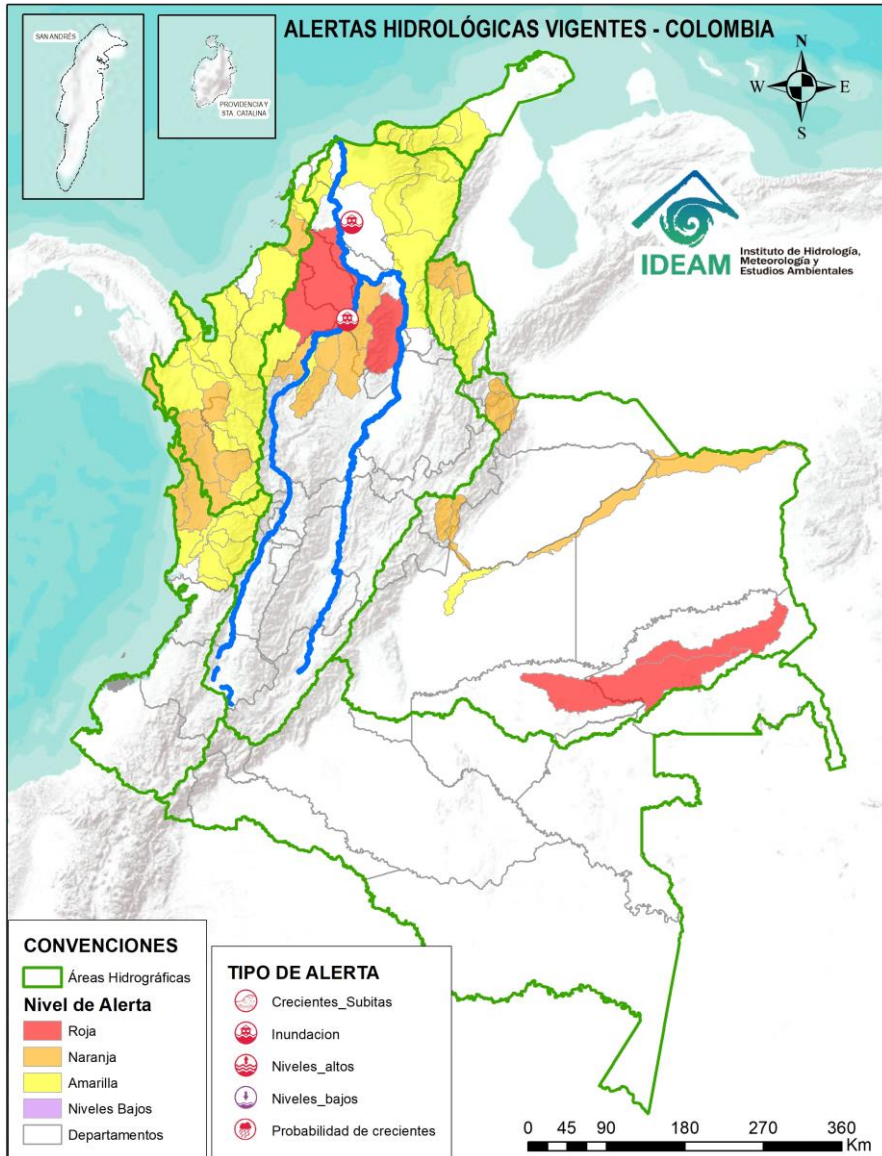 ALERTAS HIDROLÓGICAS VIGENTES - COLOMBIA
SAN ANDRÉS
PROVIDENCIA Y
STA. CATALINA
N
W
E
S
IDEAM
Instituto de Hidrología,
Meteorología y
Estudios Ambientales
CONVENCIONES
Áreas Hidrográficas
Nivel de Alerta
Roja
Naranja
Amarilla
Niveles Bajos
Departamentos
TIPO DE ALERTA
Crecientes_Subitas
Inundacion
Niveles_altos
Niveles_bajos
Probabilidad de crecientes
0 45 90 180 270 360
Km